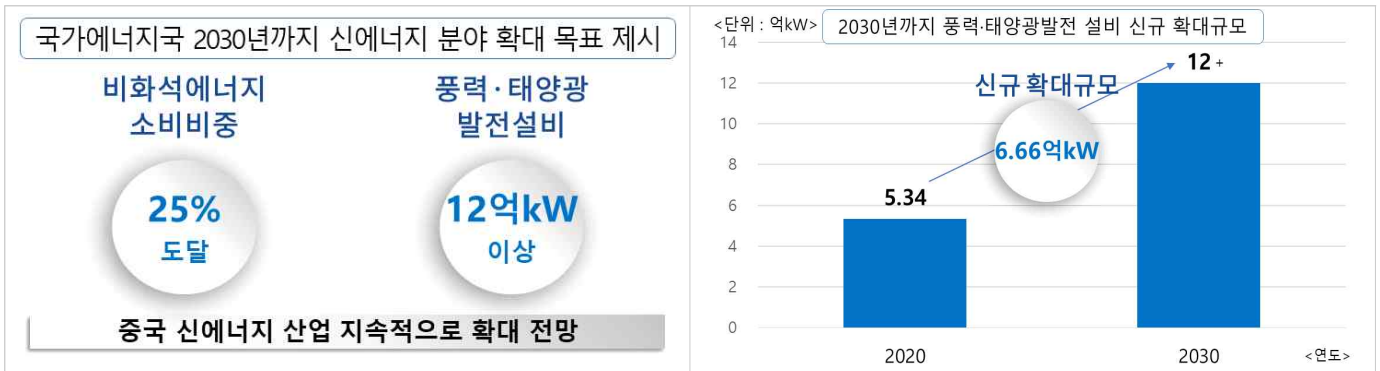 국가에너지국 2030년까지 신에너지 분야 확대 목표 제시
비화석에너지
소비비중
25%
도달
풍력·태양광
발전설비
12억kW
이상
중국 신에너지 산업 지속적으로 확대 전망
<단위 : 억kW>
2030년까지 풍력·태양광발전 설비 신규 확대규모
14
12
10
8
6
4
2
0
신규 확대규모
6.66억kW
5.34
12 +
2020
2030
<연도>